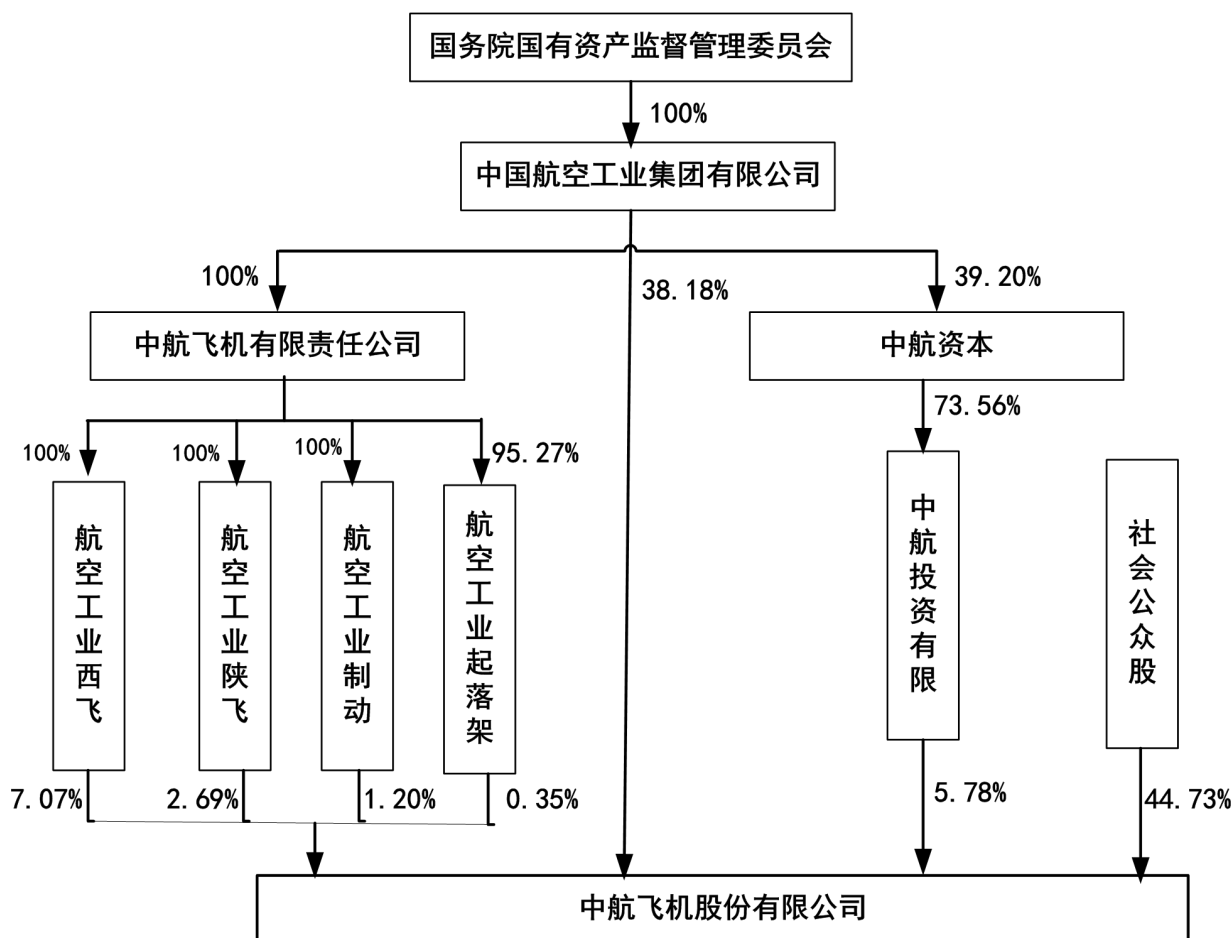 国务院国有资产监督管理委员会
100%
中国航空工业集团有限公司
100%
38.18%
39.20%
中航飞机有限责任公司
中航资本
73.56%
100%
100%
100%
95.27%
航空工业西飞
航空工业陕飞
航空工业制动
航空工业起落架
中航投资有限
社会公众股
7.07%
2.69%
1.20%
0.35%
5.78%
44.73%
中航飞机股份有限公司